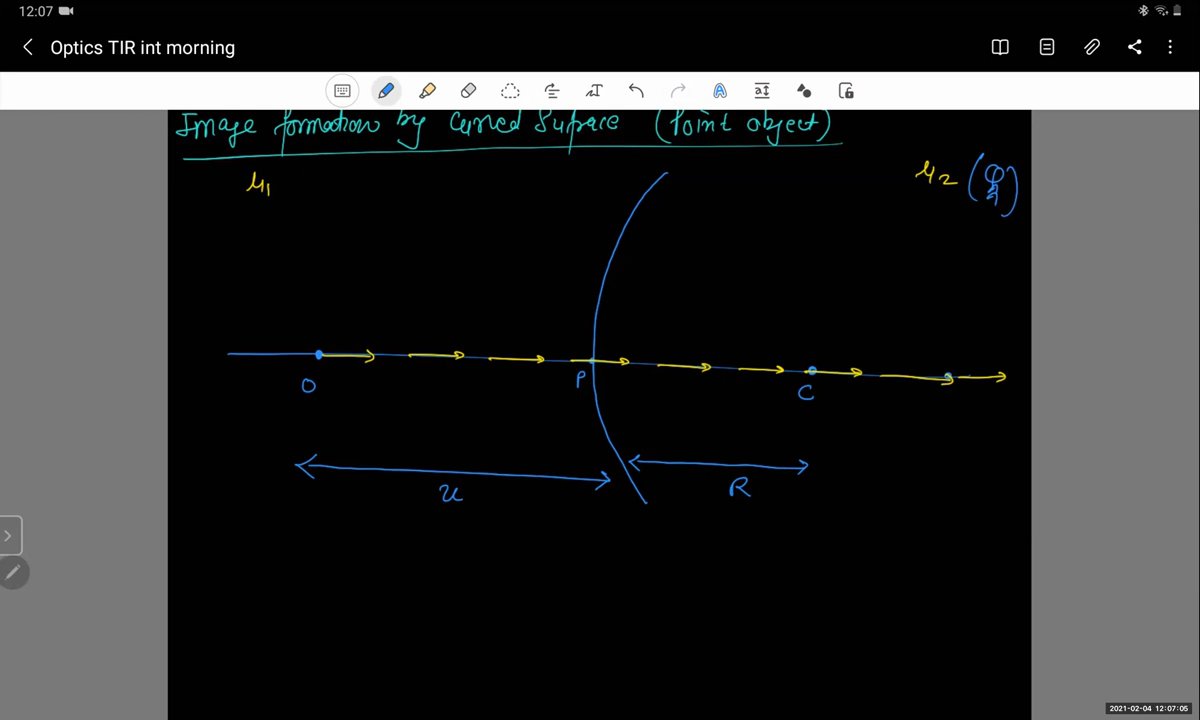 12:07
Optics TIR int morning
Image formation by Curved Surface (Point object)
μ1
μ2
O
P
C
u
R
2021-02-04 12:07:05